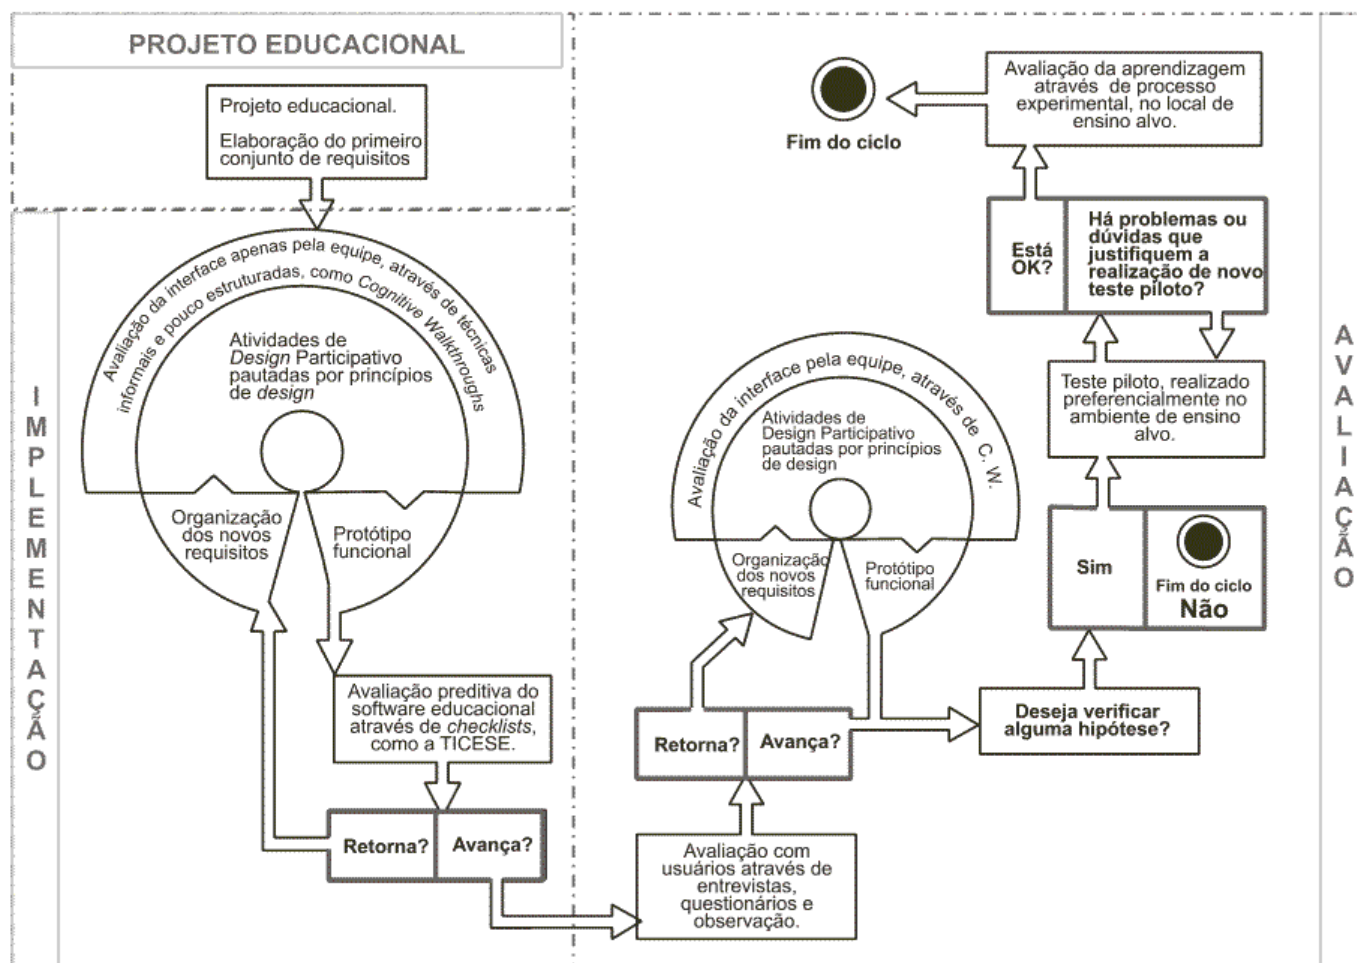 PROJETO EDUCACIONAL
Projeto educacional.
Elaboração do primeiro
conjunto de requisitos
IMPLEMENTAÇÃO
Avaliação da interface apenas pela equipe, através de técnicas
informais e pouco estruturadas, como Cognitive Walkthroughs
Atividades de
Design Participativo
pautadas por princípios
de design
Organização
dos novos
requisitos
Protótipo
funcional
Avaliação preditiva do
software educacional
através de checklists,
como a TICESE.
Retorna?
Avança?
Avaliação com
usuários através de
entrevistas,
questionários e
observação.
Retorna?
Avança?
Avaliação da interface pela equipe, através de C. W.
Atividades de
Design Participativo
pautadas por princípios
de design
Organização
dos novos
requisitos
Protótipo
funcional
Deseja verificar
alguma hipótese?
Sim
Fim do ciclo
Não
Teste piloto, realizado
preferencialmente no
ambiente de ensino
alvo.
Está
OK?
Há problemas ou
dúvidas que
justifiquem a
realização de novo
teste piloto?
Avaliação da aprendizagem
através de processo
experimental, no local de
ensino alvo.
Fim do ciclo
AVALIAÇÃO